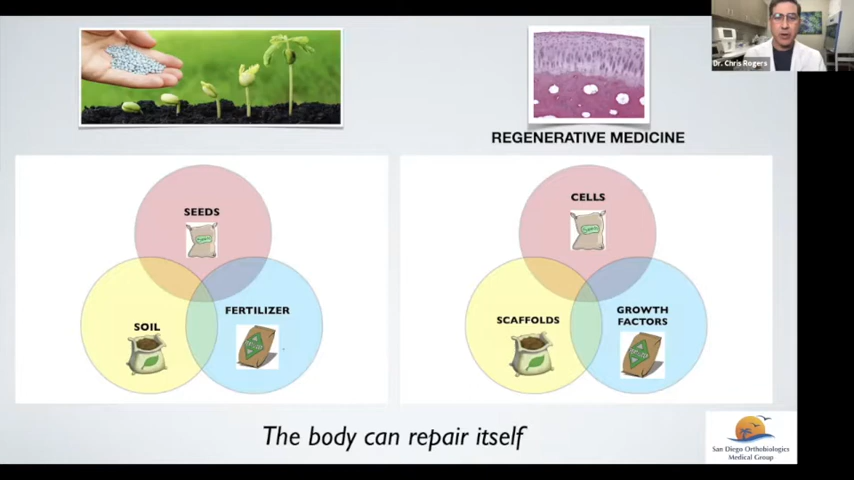 Dr. Chris Rogers
REGENERATIVE MEDICINE
SEEDS
SOIL
FERTILIZER
CELLS
SCAFFOLDS
GROWTH
FACTORS
The body can repair itself
San Diego Orthobiologics
Medical Group